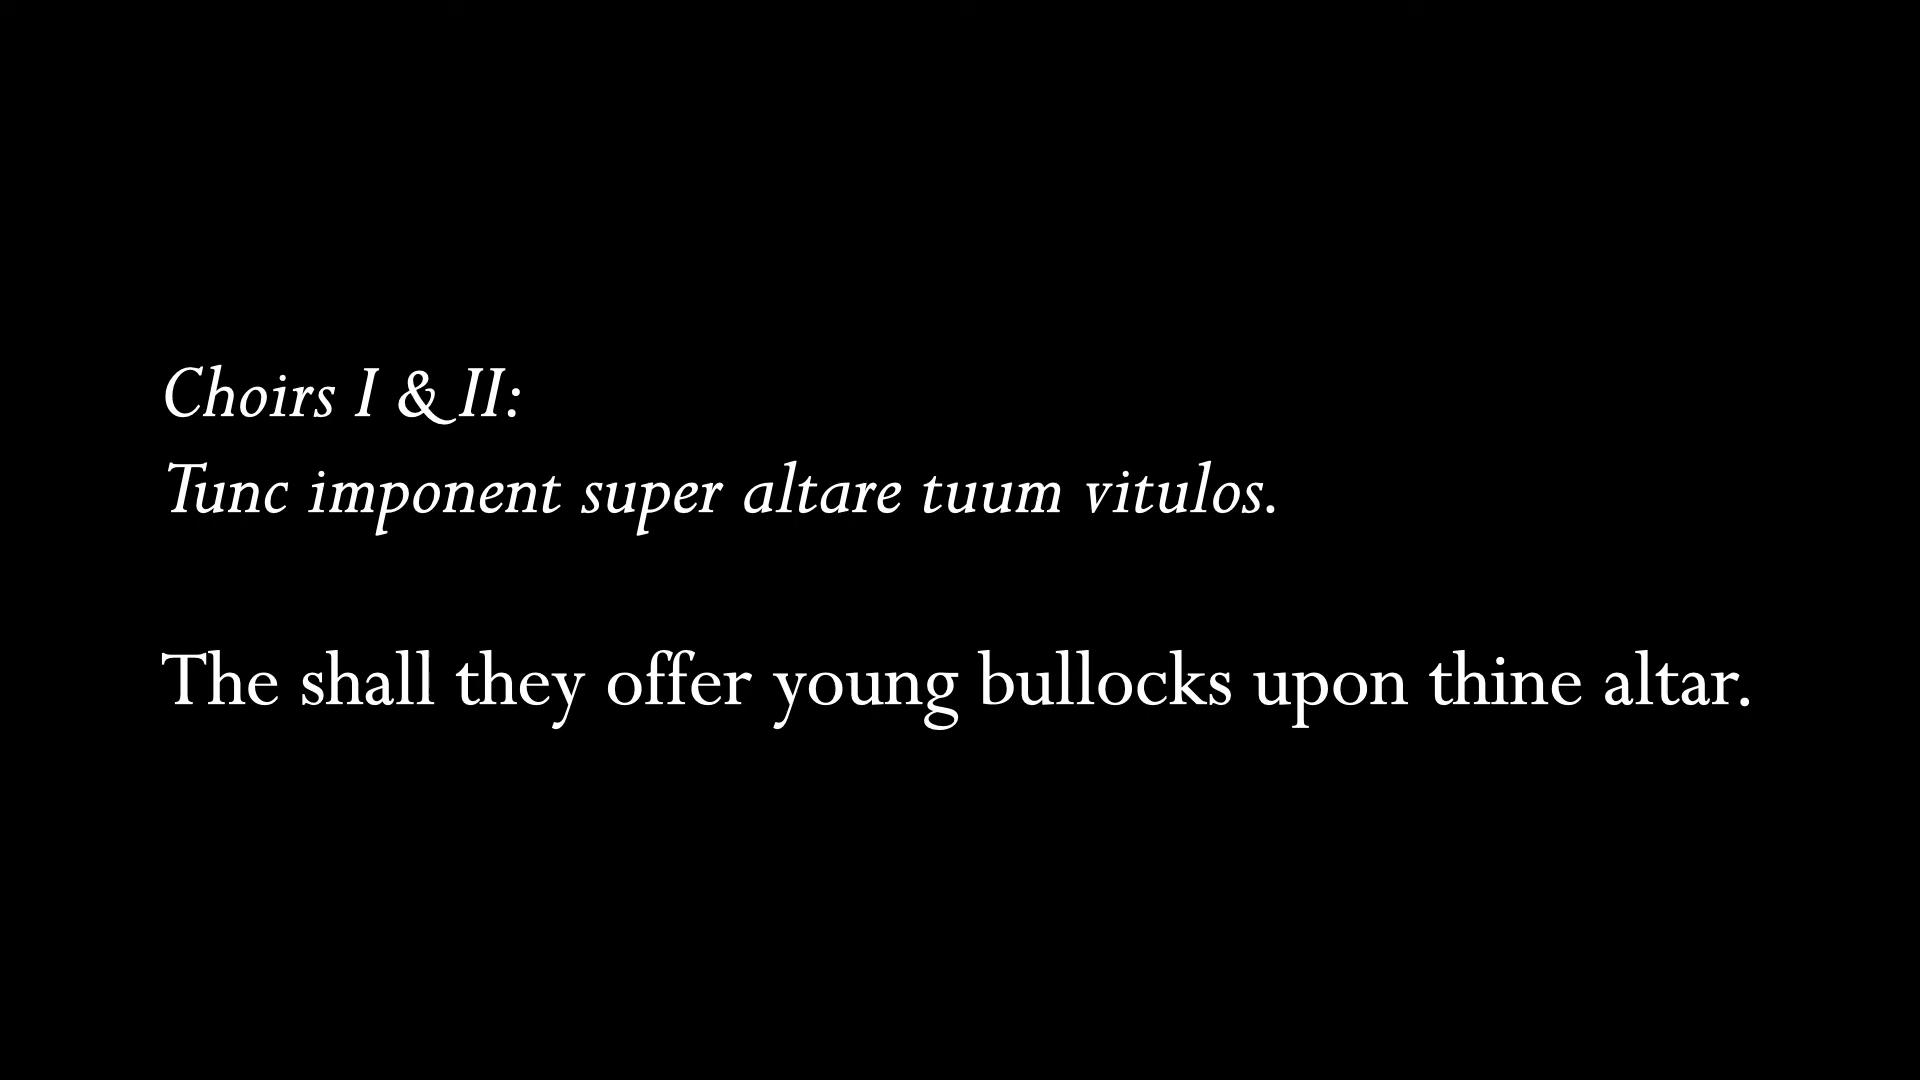 Choirs I & II:
Tunc imponent super altare tuum vitulos.
The shall they offer young bullocks upon thine altar.